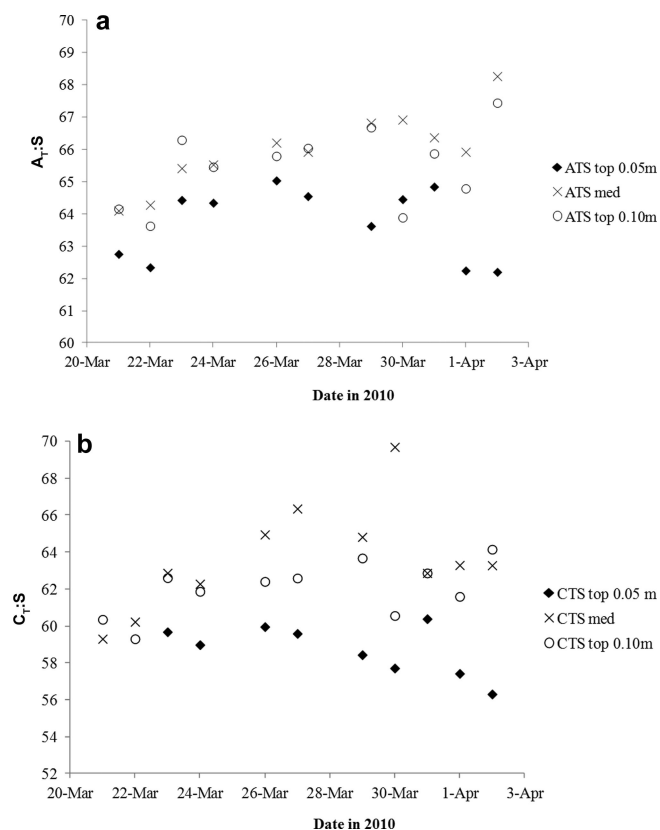 a
70
69
68
67
66
65
64
63
62
61
60
A_T:S
20-Mar 22-Mar 24-Mar 26-Mar 28-Mar 30-Mar 1-Apr 3-Apr
Date in 2010
ATS top 0.05m
ATS med
ATS top 0.10m
b
70
68
66
64
62
60
58
56
54
52
C_T:S
20-Mar 22-Mar 24-Mar 26-Mar 28-Mar 30-Mar 1-Apr 3-Apr
Date in 2010
CTS top 0.05 m
CTS med
CTS top 0.10m